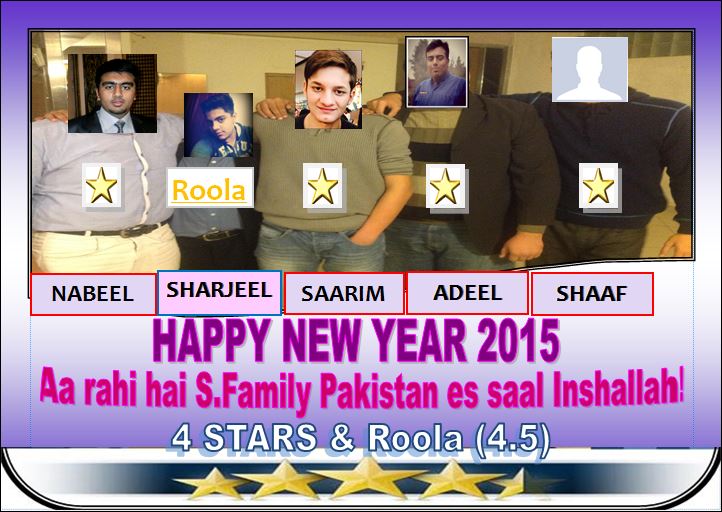 Roola
NABEEL SHARJEEL SAARIM ADEEL SHAAF
HAPPY NEW YEAR 2015
Aa rahi hai S.Family Pakistan es saal Inshallah!
4 STARS & Roola (4.5)